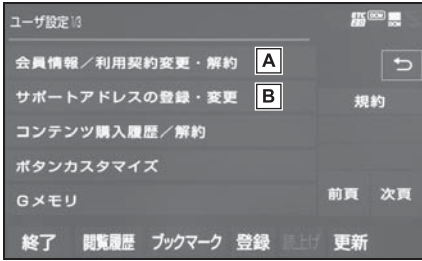 ユーザ設定 1/3
ETC DCM
会員情報／利用契約変更・解約 A
サポートアドレスの登録・変更 B
規約
コンテンツ購入履歴／解約
ボタンカスタマイズ
Gメモリ
前頁 次頁
終了 閲覧履歴 ブックマーク 登録 読上げ 更新